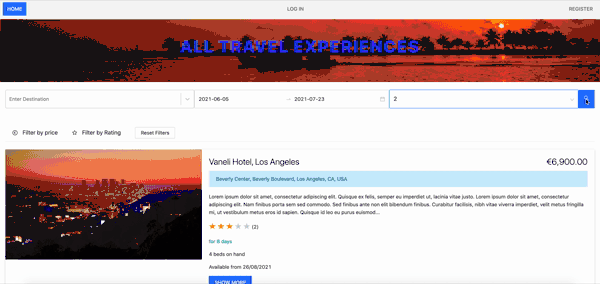 HOME LOG IN REGISTER
ALL TRAVEL EXPERIENCES
Enter Destination 2021-06-05 → 2021-07-23 2
Filter by price Filter by Rating Reset Filters
Vaneli Hotel, Los Angeles €6,900.00
Beverly Center, Beverly Boulevard, Los Angeles, CA, USA
Lorem ipsum dolor sit amet, consectetur adipiscing elit. Quisque ex felis, semper eu imperdiet ut, lacinia vitae justo. Lorem ipsum dolor sit amet, consectetur
adipiscing elit. Nam finibus porta sem sed commodo. Sed finibus ante non elit bibendum finibus. Curabitur facilisis, nibh vitae viverra imperdiet, velit metus fringilla
mi, ut vestibulum metus eros id sapien. Quisque id leo eu purus euismod...
(2)
for 8 days
4 beds on hand
Available from 26/08/2021
SHOW MORE